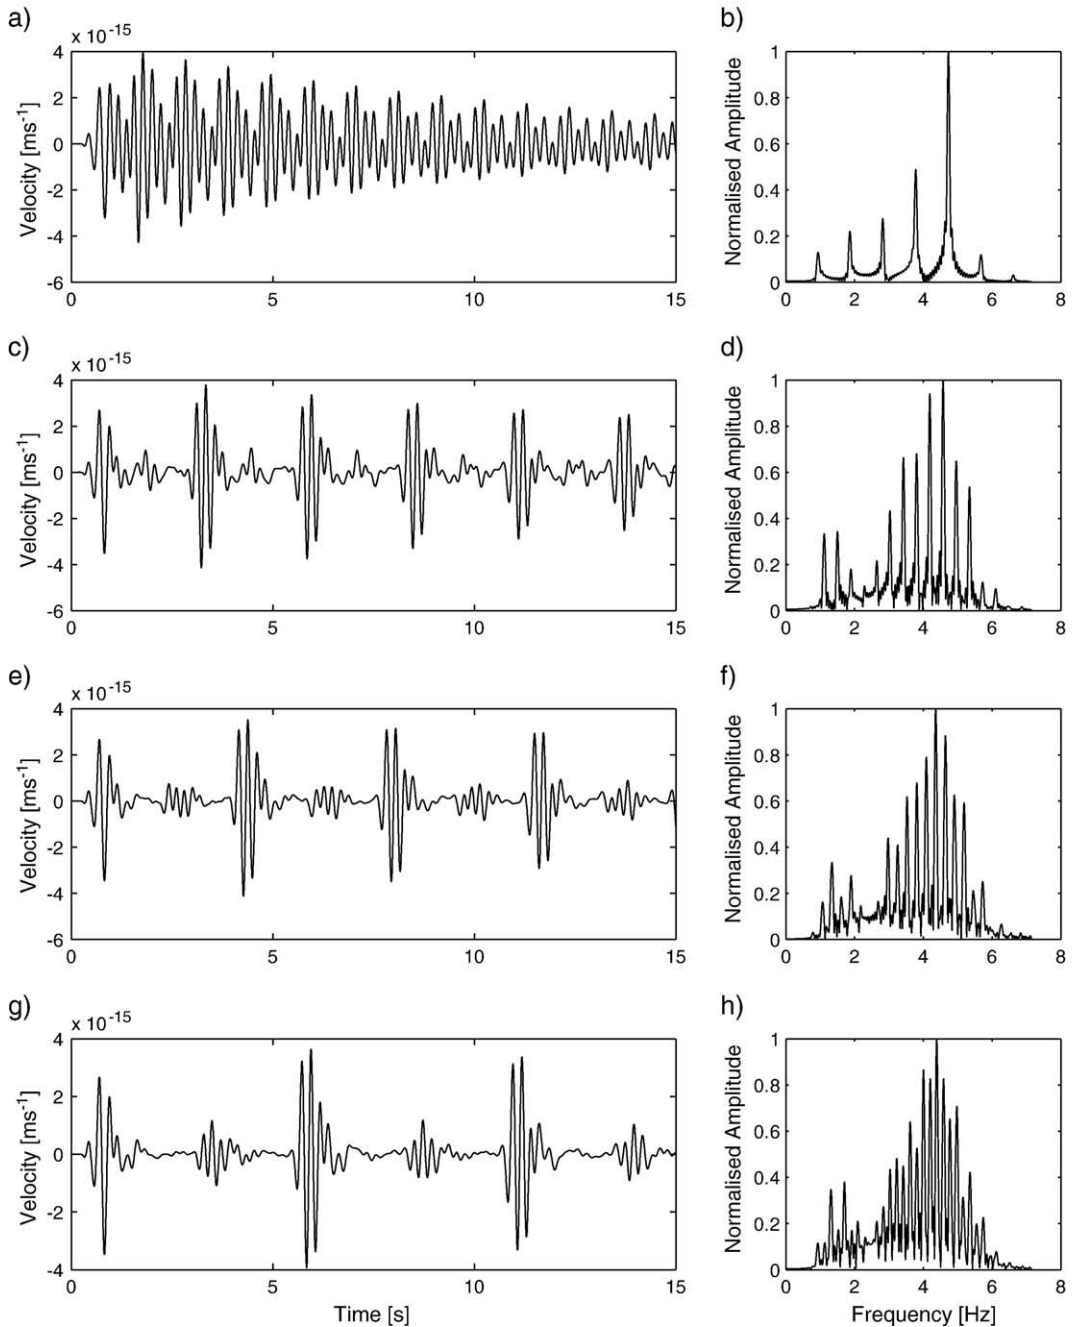 a)
x 10-15
4
2
0
-2
-4
-6
Velocity [ms-1]
0 5 10 15
b)
1
0.8
0.6
0.4
0.2
0
Normalised Amplitude
0 2 4 6 8
c)
x 10-15
4
2
0
-2
-4
-6
Velocity [ms-1]
0 5 10 15
d)
1
0.8
0.6
0.4
0.2
0
Normalised Amplitude
0 2 4 6 8
e)
x 10-15
4
2
0
-2
-4
-6
Velocity [ms-1]
0 5 10 15
f)
1
0.8
0.6
0.4
0.2
0
Normalised Amplitude
0 2 4 6 8
g)
x 10-15
4
2
0
-2
-4
Velocity [ms-1]
0 5 10 15
Time [s]
h)
1
0.8
0.6
0.4
0.2
0
Normalised Amplitude
0 2 4 6 8
Frequency [Hz]